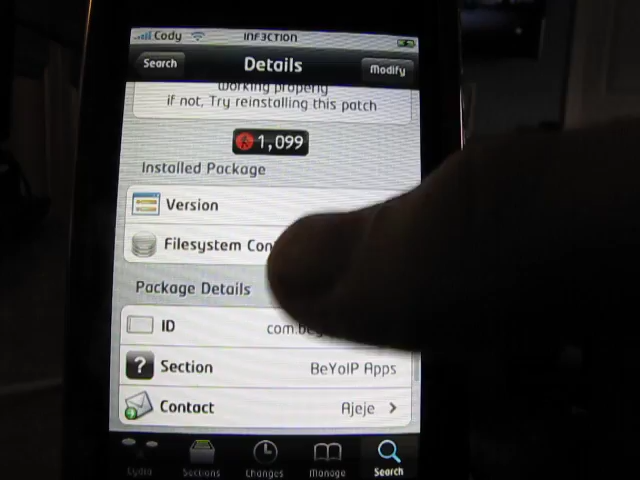 Cody
INF3CTION
Search
Details
Modify
working properly
if not, Try reinstalling this patch
1,099
Installed Package
Version
Filesystem Con
Package Details
ID
com.be
Section
BeYoIP Apps
Contact
Ajeje
Cydia
Sections
Changes
Manage
Search